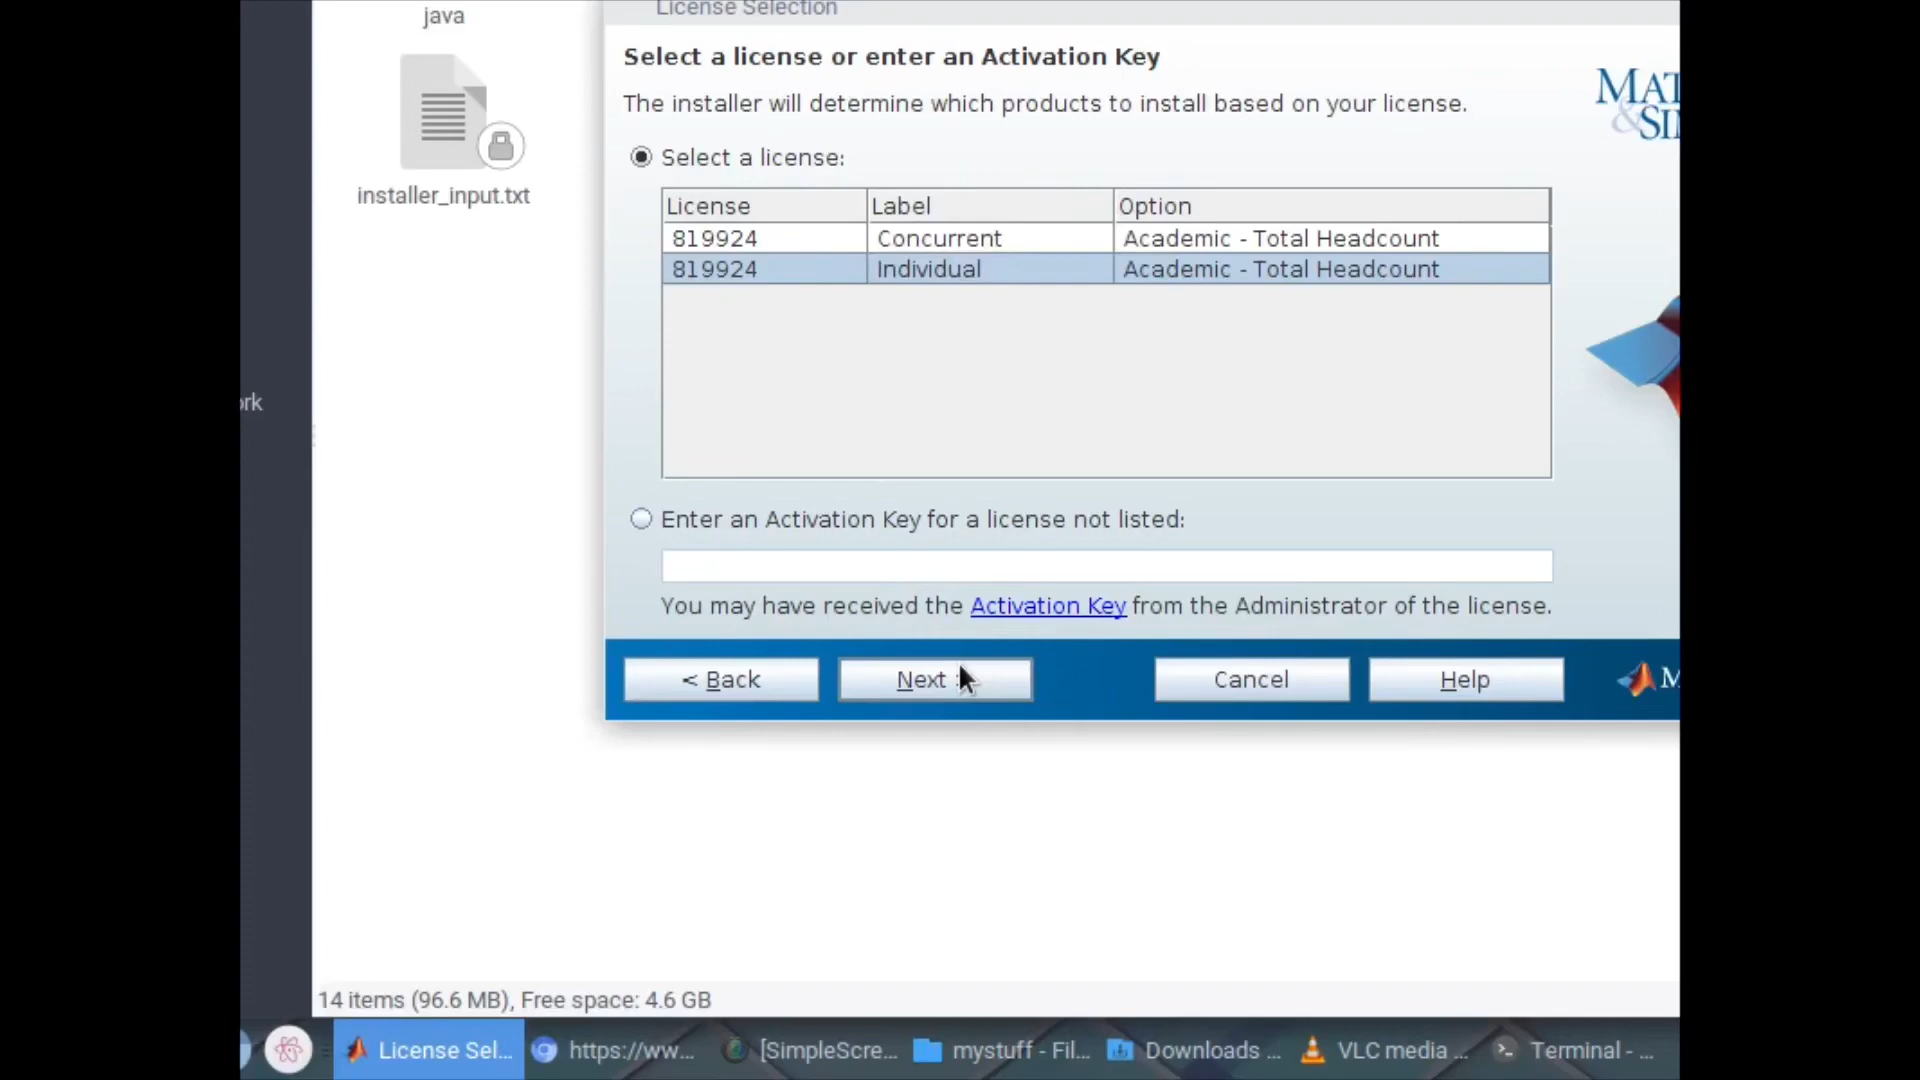 java
installer_input.txt
ork
License Selection
Select a license or enter an Activation Key
The installer will determine which products to install based on your license.
Select a license:
License Label Option
819924 Concurrent Academic - Total Headcount
819924 Individual Academic - Total Headcount
Enter an Activation Key for a license not listed:
You may have received the Activation Key from the Administrator of the license.
< Back Next Cancel Help M
MAT
&SIM
14 items (96.6 MB), Free space: 4.6 GB
License Sel... https://ww... [SimpleScre... mystuff - Fil... Downloads ... VLC media ... Terminal - ...